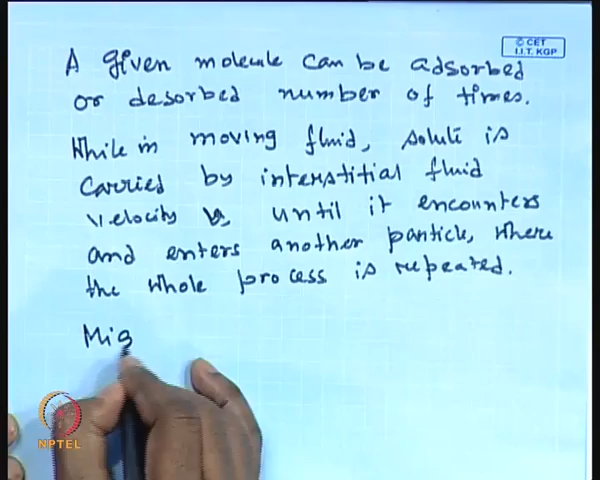 © CET
I.I.T. KGP
A given molecule can be adsorbed
or desorbed number of times.
While in moving fluid, solute is
carried by interstitial fluid
velocity until it encounters
and enters another particle, where
the whole process is repeated.
Mig
NPTEL